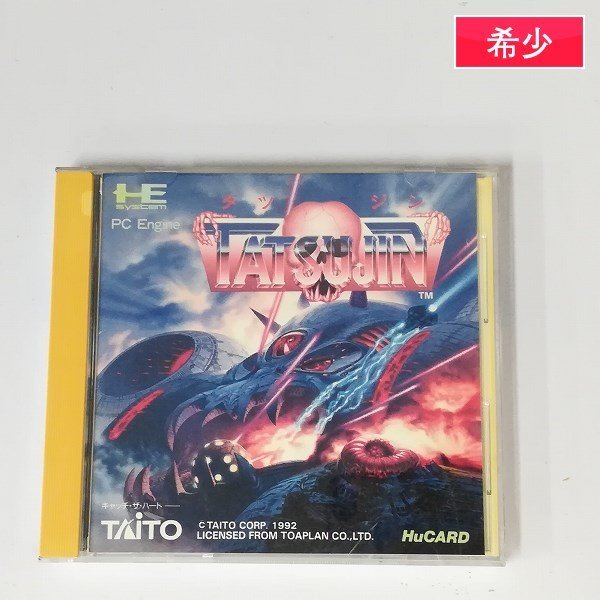 希少
HE
SYSTEM
PC Engine
タツジン
TATSUJIN
TM
キャッチ・ザ・ハート
TAITO
© TAITO CORP. 1992
LICENSED FROM TOAPLAN CO.,LTD.
HuCARD